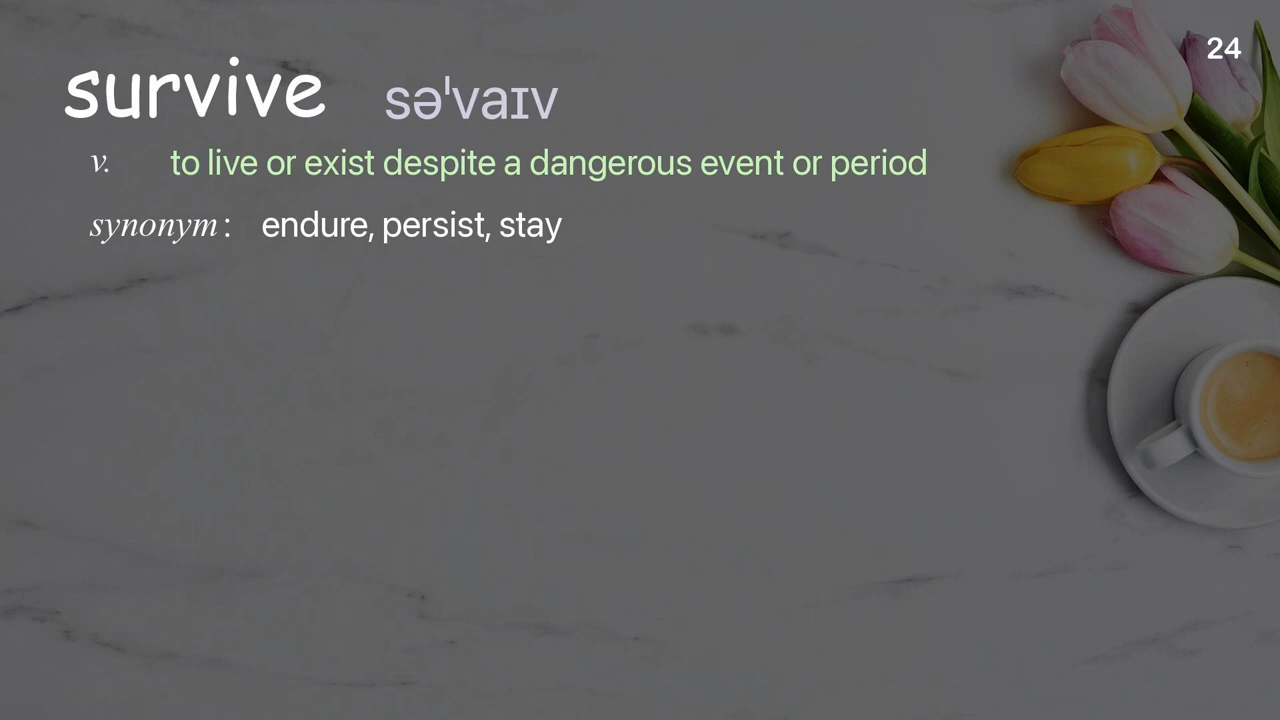 24
survive səˈvaɪv
v. to live or exist despite a dangerous event or period
synonym: endure, persist, stay